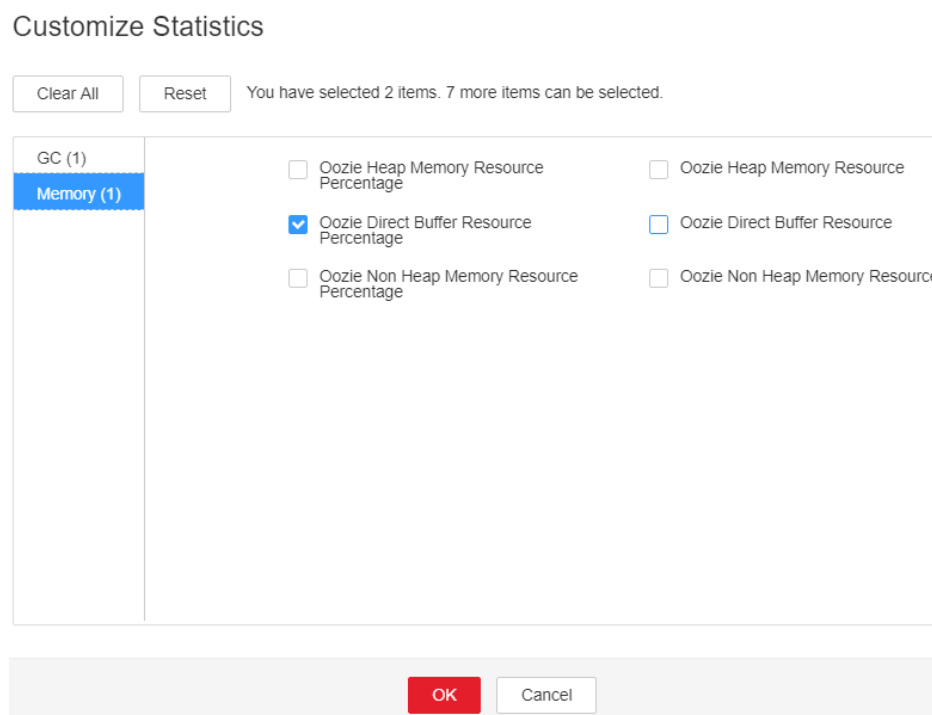 Customize Statistics
Clear All
Reset
You have selected 2 items. 7 more items can be selected.
GC (1)
Memory (1)
Oozie Heap Memory Resource
Percentage
Oozie Heap Memory Resource
Oozie Direct Buffer Resource
Percentage
Oozie Direct Buffer Resource
Oozie Non Heap Memory Resource
Percentage
Oozie Non Heap Memory Resource
OK
Cancel